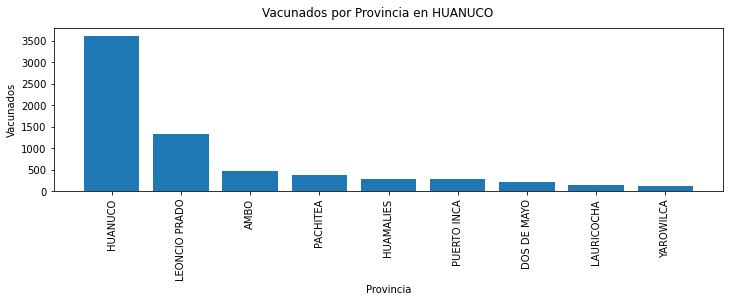 Vacunados por Provincia en HUANUCO
Vacunados
3500
3000
2500
2000
1500
1000
500
0
HUANUCO
LEONCIO PRADO
AMBO
PACHITEA
HUAMALIES
PUERTO INCA
DOS DE MAYO
LAURICOCHA
YAROWILCA
Provincia